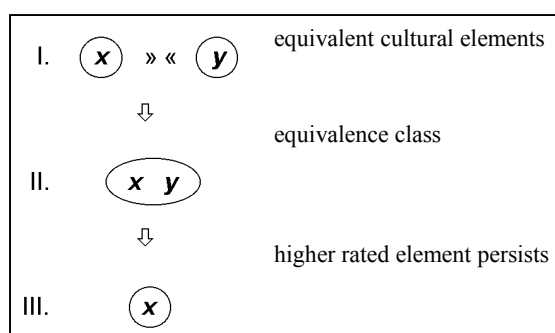 I. x » « y equivalent cultural elements
equivalence class
II. x y
higher rated element persists
III. x